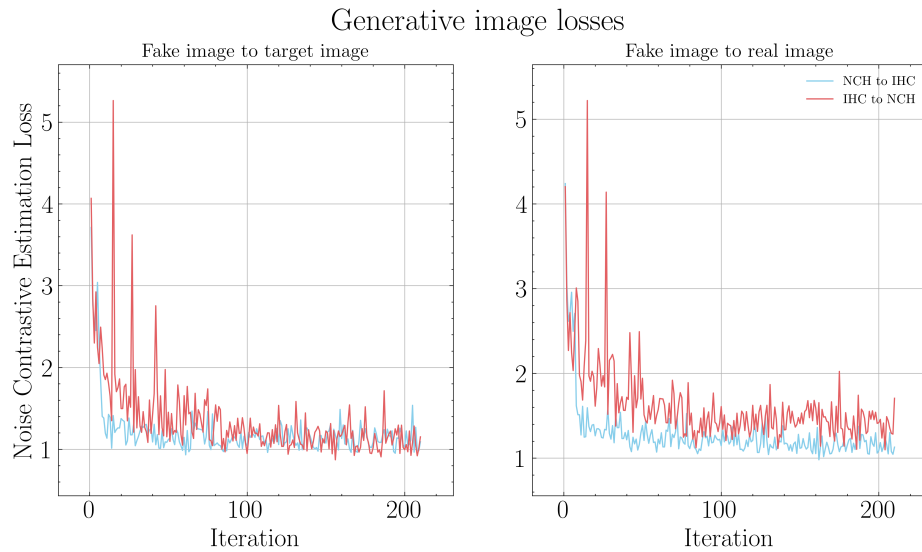 Generative image losses
Fake image to target image
Fake image to real image
Noise Contrastive Estimation Loss
5
4
3
2
1
0
100
200
Iteration
5
4
3
2
1
0
100
200
Iteration
NCH to IHC
IHC to NCH